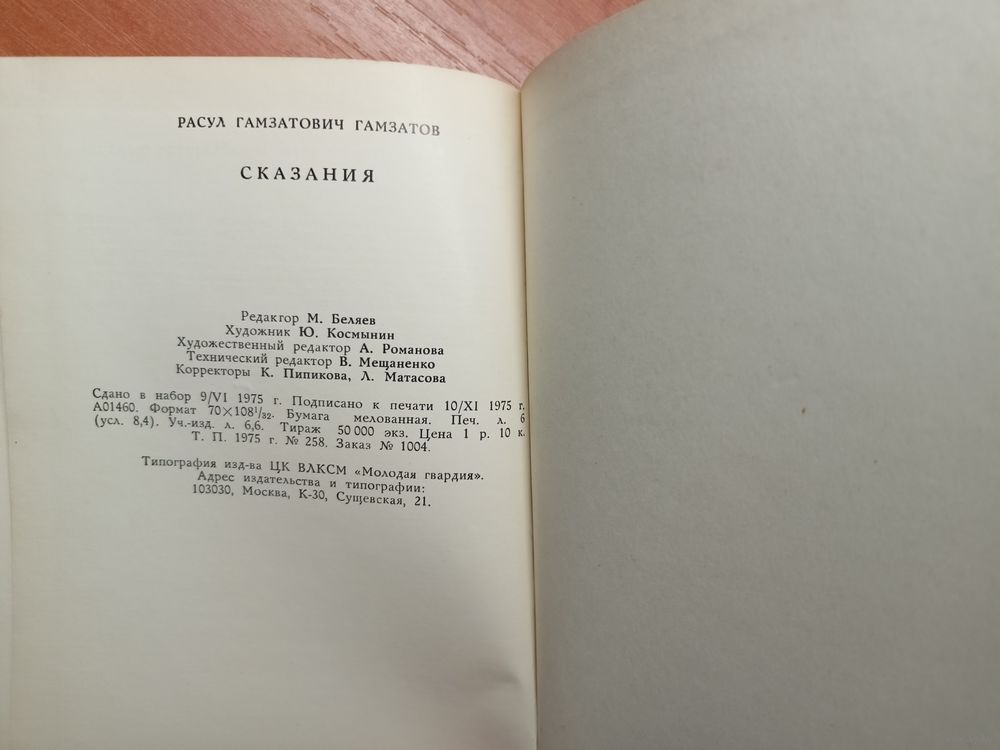 РАСУЛ ГАМЗАТОВИЧ ГАМЗАТОВ
СКАЗАНИЯ
Редактор М. Беляев
Художник Ю. Космынин
Художественный редактор А. Романова
Технический редактор В. Мещаненко
Корректоры К. Пипикова, Л. Матасова
Сдано в набор 9/VI 1975 г. Подписано к печати 10/XI 1975 г.
А01460. Формат 70×108¹/₃₂. Бумага мелованная. Печ. л. 6
(усл. 8,4). Уч.-изд. л. 6,6. Тираж 50 000 экз. Цена 1 р. 10 к.
Т. П. 1975 г. № 258. Заказ № 1004.
Типография изд-ва ЦК ВЛКСМ «Молодая гвардия».
Адрес издательства и типографии:
103030, Москва, К-30, Сущевская, 21.